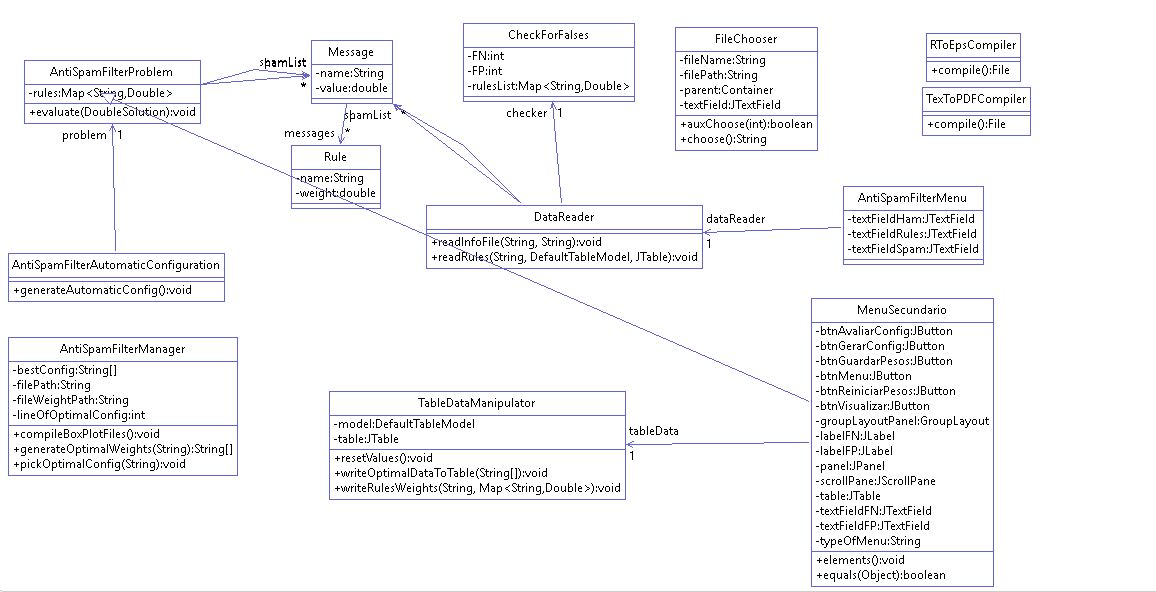 AntiSpamFilterProblem
-rules:Map<String,Double>
+evaluate(DoubleSolution):void
problem
1
spamList
hamList
*
Message
-name:String
-value:double
spamList
hamList
*
messages
*
Rule
-name:String
-weight:double
CheckForFalses
-FN:int
-FP:int
-rulesList:Map<String,Double>
checker
1
FileChooser
-fileName:String
-filePath:String
-parent:Container
-textField:JTextField
+auxChoose(int):boolean
+choose():String
RToEpsCompiler
+compile():File
TexToPDFCompiler
+compile():File
AntiSpamFilterMenu
-textFieldHam:JTextField
-textFieldRules:JTextField
-textFieldSpam:JTextField
DataReader
+readInfoFile(String, String):void
+readRules(String, DefaultTableModel, JTable):void
dataReader
1
AntiSpamFilterAutomaticConfiguration
+generateAutomaticConfig():void
AntiSpamFilterManager
-bestConfig:String[]
-filePath:String
-fileWeightPath:String
-lineOfOptimalConfig:int
+compileBoxPlotFiles():void
+generateOptimalWeights(String):String[]
+pickOptimalConfig(String):void
TableDataManipulator
-model:DefaultTableModel
-table:JTable
+resetValues():void
+writeOptimalDataToTable(String[]):void
+writeRulesWeights(String, Map<String,Double>):void
tableData
1
MenuSecundario
-btnAvaliarConfig:JButton
-btnGerarConfig:JButton
-btnGuardarPesos:JButton
-btnMenu:JButton
-btnReiniciarPesos:JButton
-btnVisualizar:JButton
-groupLayoutPanel:GroupLayout
-labelFN:JLabel
-labelFP:JLabel
-panel:JPanel
-scrollPane:JScrollPane
-table:JTable
-textFieldFN:JTextField
-textFieldFP:JTextField
-typeOfMenu:String
+elements():void
+equals(Object):boolean